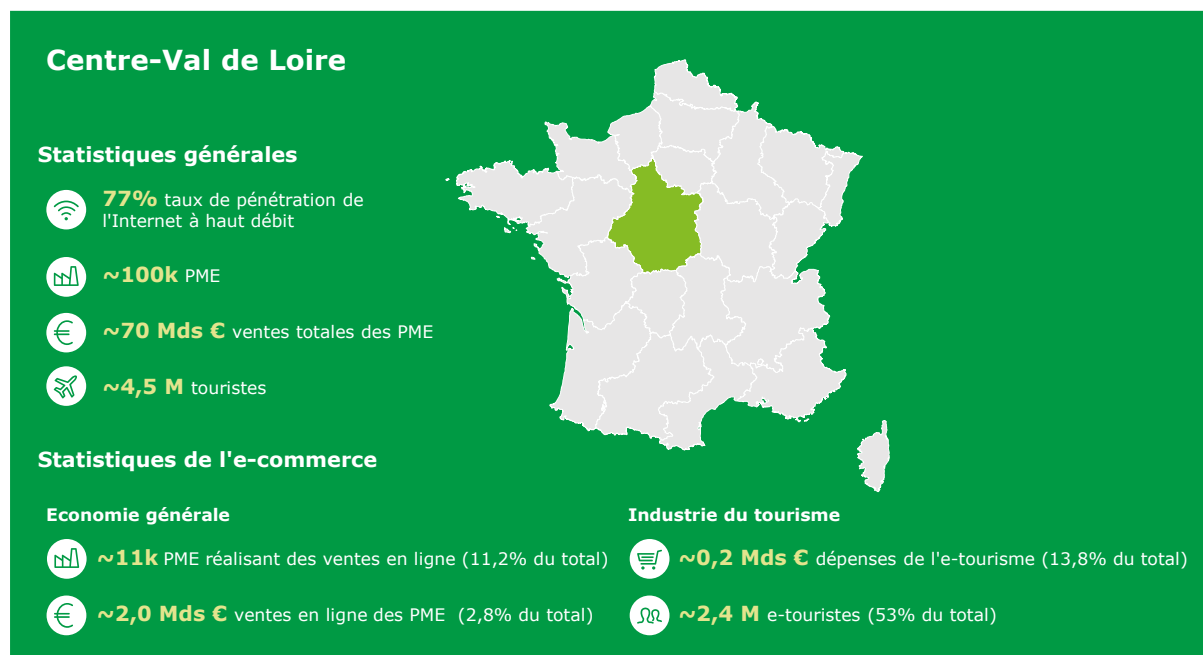 Centre-Val de Loire
Statistiques générales
77% taux de pénétration de
l'Internet à haut débit
~100k PME
~70 Mds € ventes totales des PME
~4,5 M touristes
Statistiques de l'e-commerce
Economie générale
~11k PME réalisant des ventes en ligne (11,2% du total)
~2,0 Mds € ventes en ligne des PME (2,8% du total)
Industrie du tourisme
~0,2 Mds € dépenses de l'e-tourisme (13,8% du total)
~2,4 M e-touristes (53% du total)